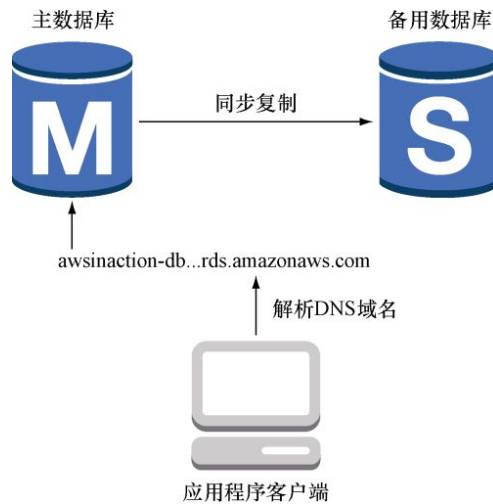 主数据库
备用数据库
M
同步复制
S
awsinaction-db...rds.amazonaws.com
解析DNS域名
应用程序客户端